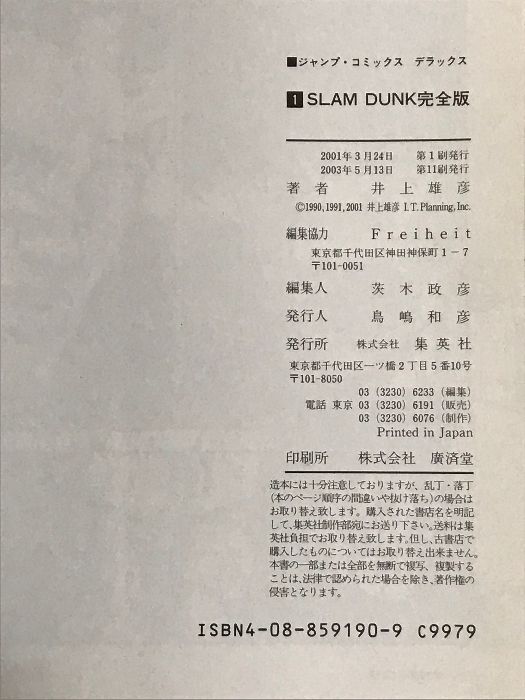 ■ジャンプ・コミックス デラックス
1 SLAM DUNK完全版
2001年3月24日 第1刷発行
2003年5月13日 第11刷発行
著者 井上雄彦
©1990,1991,2001 井上雄彦 I.T.Planning,Inc.
編集協力 Freiheit
東京都千代田区神田神保町1-7
〒101-0051
編集人 茨木政彦
発行人 鳥嶋和彦
発行所 株式会社 集英社
東京都千代田区一ツ橋2丁目5番10号
〒101-8050
03 (3230) 6233 (編集)
電話 東京 03 (3230) 6191 (販売)
03 (3230) 6076 (制作)
Printed in Japan
印刷所 株式会社 廣済堂
造本には十分注意しておりますが、乱丁・落丁
(本のページ順序の間違いや抜け落ち)の場合は
お取り替え致します。購入された書店名を明記
して、集英社制作部宛にお送り下さい。送料は集
英社負担でお取り替え致します。但し、古書店で
購入したものについてはお取り替え出来ません。
本書の一部または全部を無断で複写、複製する
ことは、法律で認められた場合を除き、著作権の
侵害となります。
ISBN4-08-859190-9 C9979